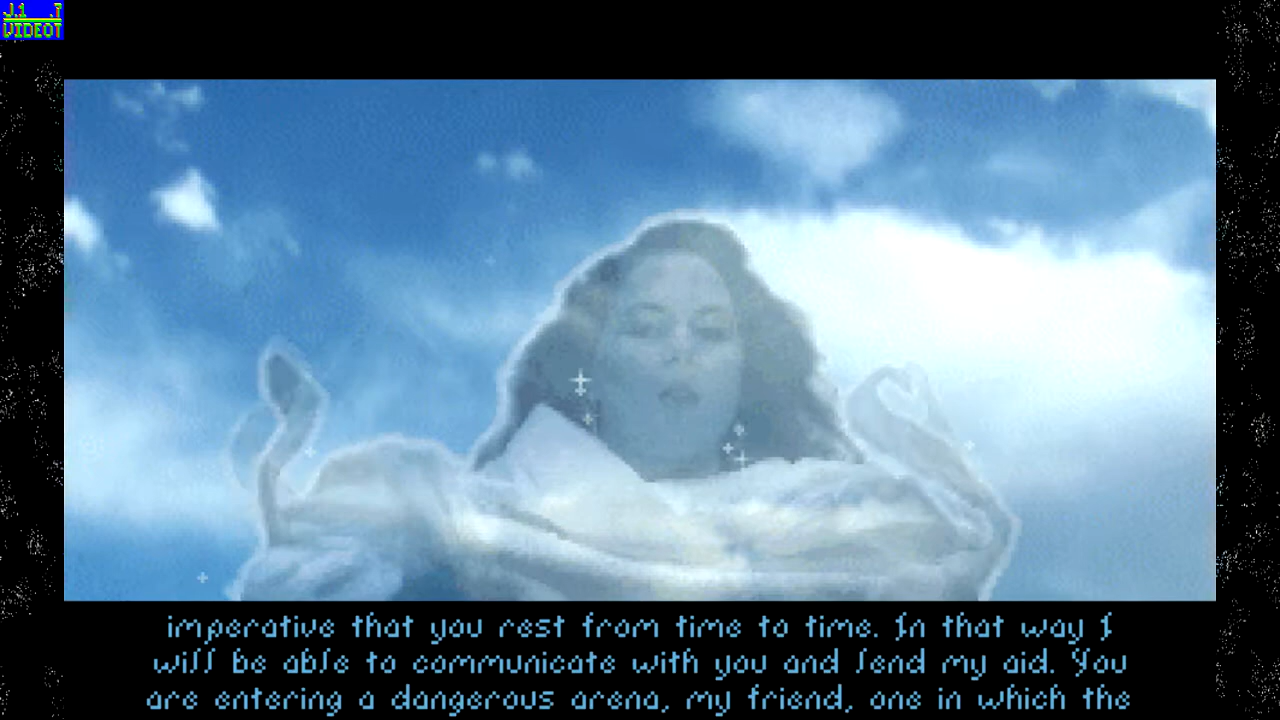 imperative that you rest from time to time. In that way I
will be able to communicate with you and lend my aid. You
are entering a dangerous arena, my friend, one in which the